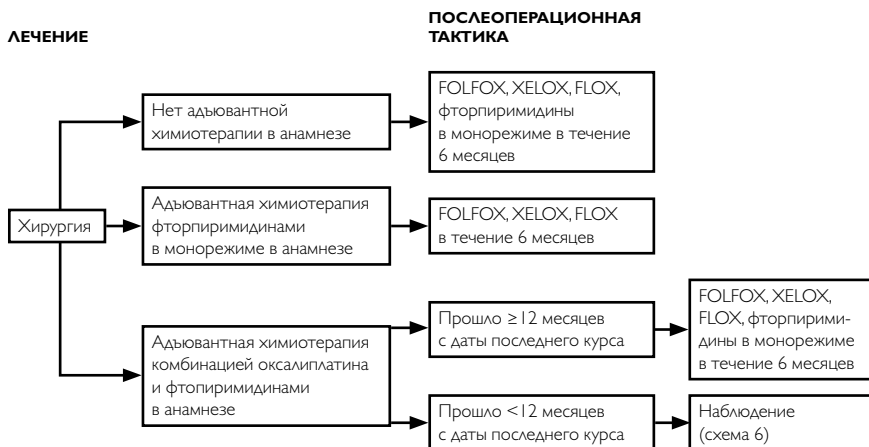 ЛЕЧЕНИЕ
ПОСЛЕОПЕРАЦИОННАЯ
ТАКТИКА
Нет адъювантной
химиотерапии в анамнезе
FOLFOX, XELOX, FLOX,
фторпиримидины
в монорежиме в течение
6 месяцев
Хирургия
Адъювантная химиотерапия
фторпиримидинами
в монорежиме в анамнезе
FOLFOX, XELOX, FLOX
в течение 6 месяцев
Адъювантная химиотерапия
комбинацией оксалиплатина
и фтопиримидинами
в анамнезе
Прошло ≥12 месяцев
с даты последнего курса
FOLFOX, XELOX,
FLOX, фторпирими-
дины в монорежиме
в течение 6 месяцев
Прошло <12 месяцев
с даты последнего курса
Наблюдение
(схема 6)